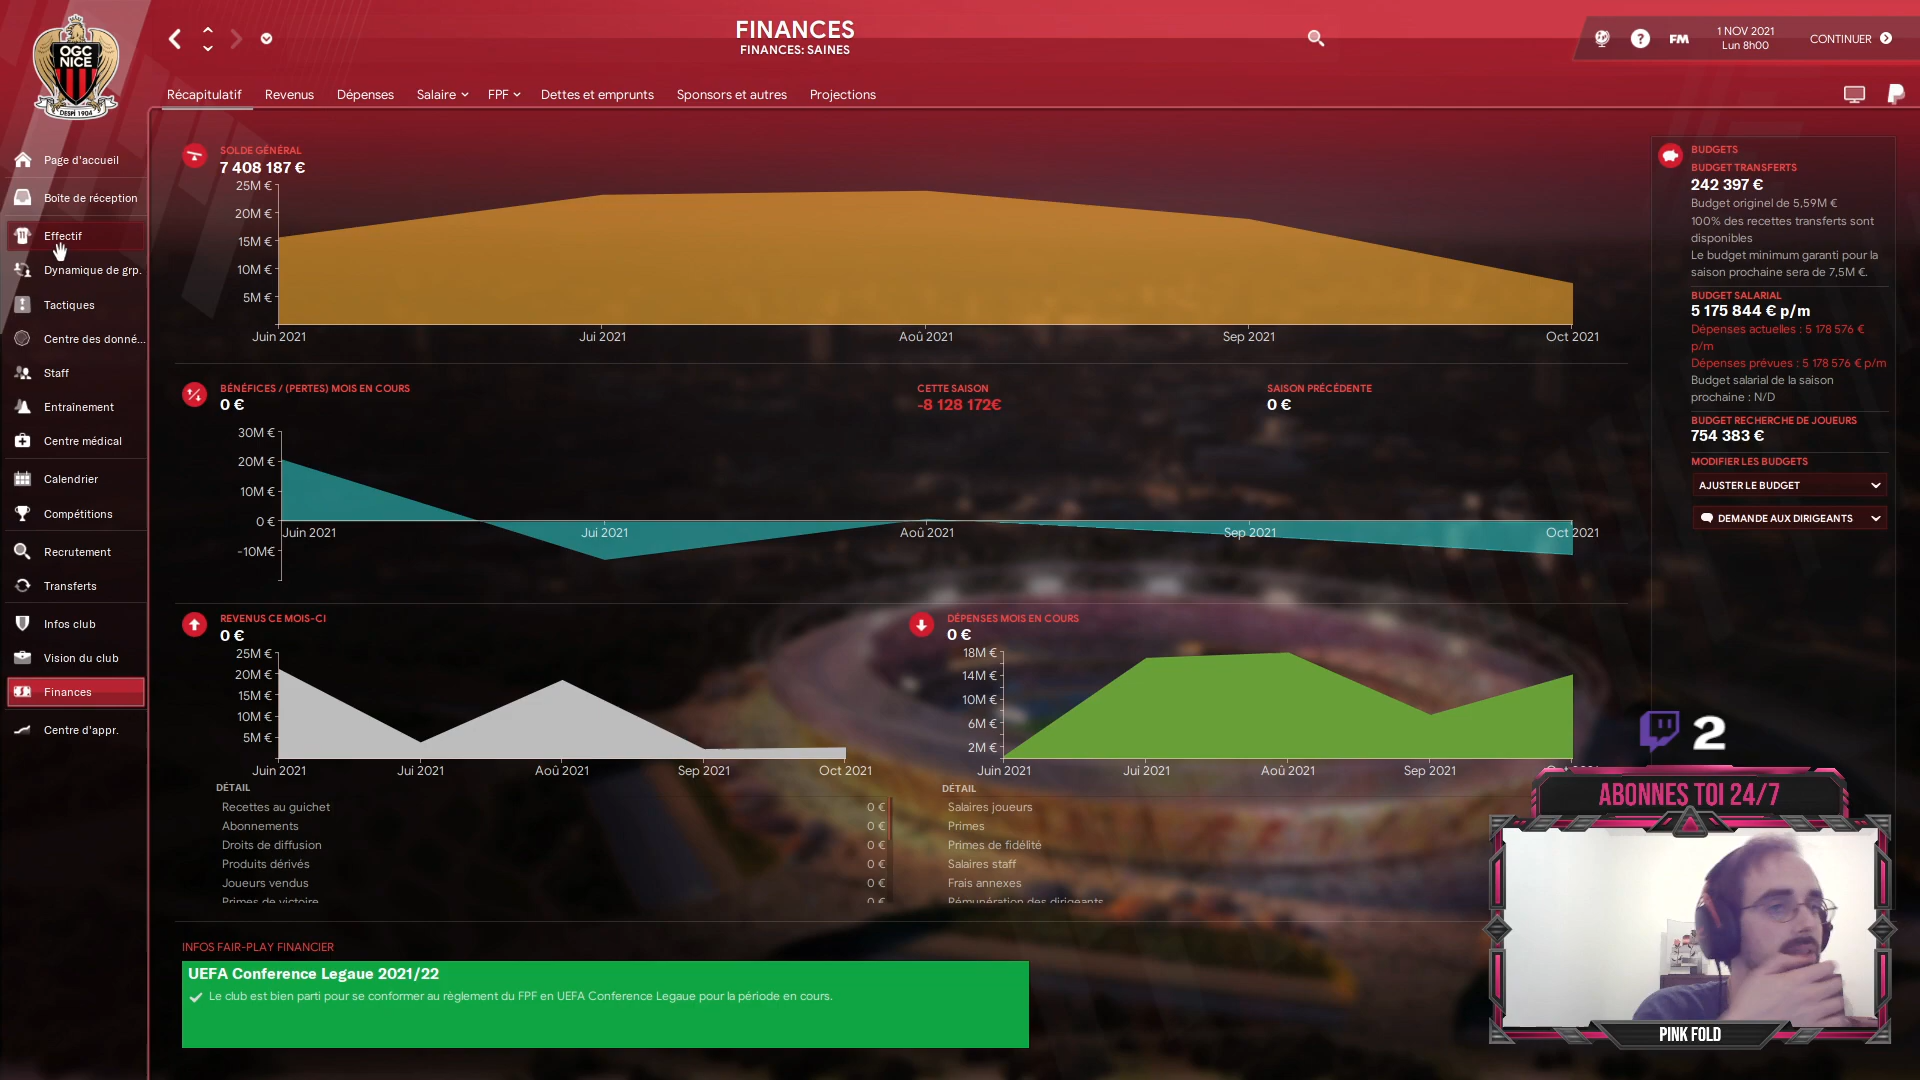 OGC
NICE
DESPÍ 1904
FINANCES
FINANCES: SAINES
FM
1 NOV 2021
Lun 8h00
CONTINUER
Récapitulatif
Revenus
Dépenses
Salaire
FPF
Dettes et emprunts
Sponsors et autres
Projections
Page d'accueil
Boîte de réception
Effectif
Dynamique de grp.
Tactiques
Centre des donné...
Staff
Entraînement
Centre médical
Calendrier
Compétitions
Recrutement
Transferts
Infos club
Vision du club
Finances
Centre d'appr.
SOLDE GÉNÉRAL
7 408 187 €
25M €
20M €
15M €
10M €
5M €
Juin 2021
Jui 2021
Aoû 2021
Sep 2021
Oct 2021
BÉNÉFICES / (PERTES) MOIS EN COURS
0 €
CETTE SAISON
-8 128 172€
SAISON PRÉCÉDENTE
0 €
30M €
20M €
10M €
0 €
-10M€
Juin 2021
Jui 2021
Aoû 2021
Sep 2021
Oct 2021
REVENUS CE MOIS-CI
0 €
25M €
20M €
15M €
10M €
5M €
Juin 2021
Jui 2021
Aoû 2021
Sep 2021
Oct 2021
DÉTAIL
Recettes au guichet 0 €
Abonnements 0 €
Droits de diffusion 0 €
Produits dérivés 0 €
Joueurs vendus 0 €
Primes de victoire 0 €
DÉPENSES MOIS EN COURS
0 €
18M €
14M €
10M €
6M €
2M €
Juin 2021
Jui 2021
Aoû 2021
Sep 2021
DÉTAIL
Salaires joueurs
Primes
Primes de fidélité
Salaires staff
Frais annexes
Rémunération des dirigeants
INFOS FAIR-PLAY FINANCIER
UEFA Conference Legaue 2021/22
Le club est bien parti pour se conformer au règlement du FPF en UEFA Conference Legaue pour la période en cours.
BUDGETS
BUDGET TRANSFERTS
242 397 €
Budget originel de 5,59M €
100% des recettes transferts sont
disponibles
Le budget minimum garanti pour la
saison prochaine sera de 7,5M €.
BUDGET SALARIAL
5 175 844 € p/m
Dépenses actuelles : 5 178 576 €
p/m
Dépenses prévues : 5 178 576 € p/m
Budget salarial de la saison
prochaine : N/D
BUDGET RECHERCHE DE JOUEURS
754 383 €
MODIFIER LES BUDGETS
AJUSTER LE BUDGET
DEMANDE AUX DIRIGEANTS
2
ABONNES TOI 24/7
PINK FOLD